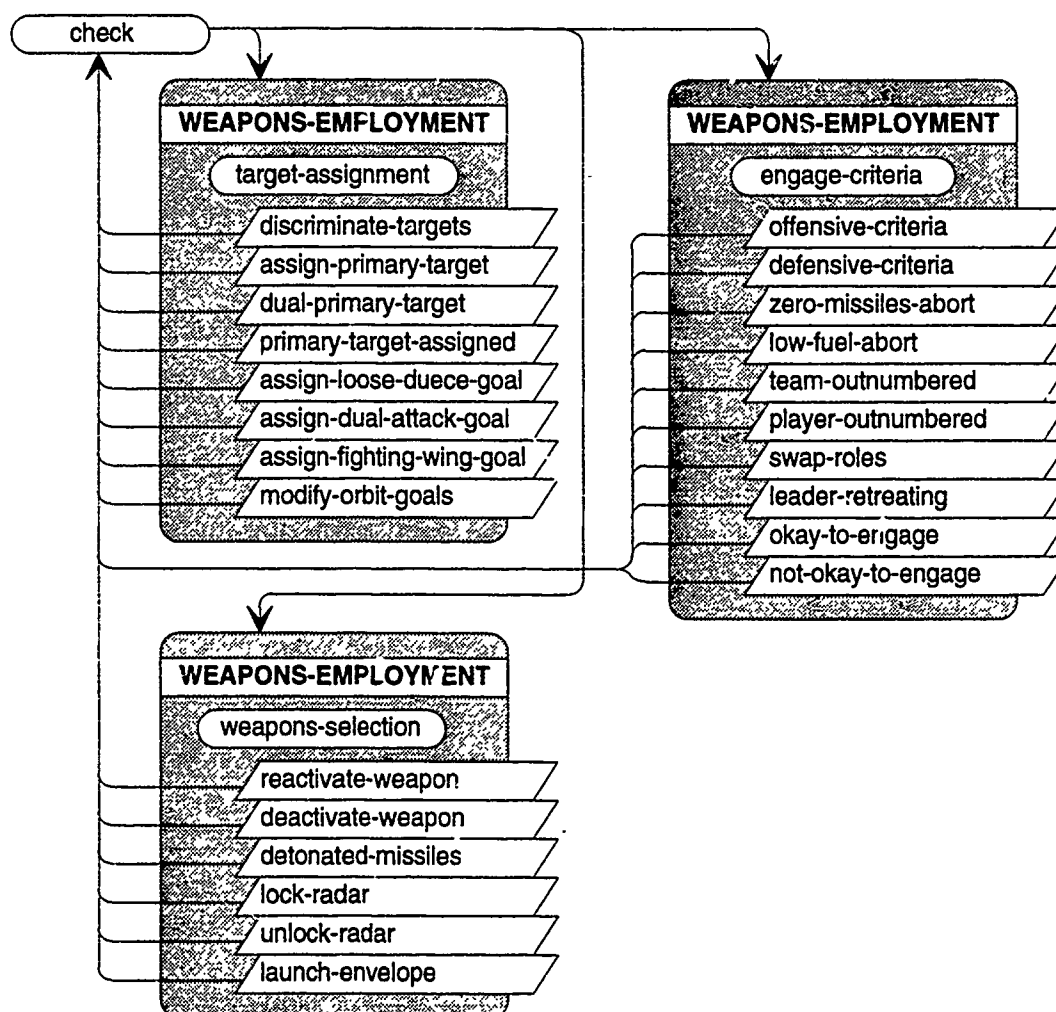 check
WEAPONS-EMPLOYMENT
target-assignment
discriminate-targets
assign-primary-target
dual-primary-target
primary-target-assigned
assign-loose-duece-goal
assign-dual-attack-goal
assign-fighting-wing-goal
modify-orbit-goals
WEAPONS-EMPLOYMENT
engage-criteria
offensive-criteria
defensive-criteria
zero-missiles-abort
low-fuel-abort
team-outnumbered
player-outnumbered
swap-roles
leader-retreating
okay-to-engage
not-okay-to-engage
WEAPONS-EMPLOYMENT
weapons-selection
reactivate-weapon
deactivate-weapon
detonated-missiles
lock-radar
unlock-radar
launch-envelope